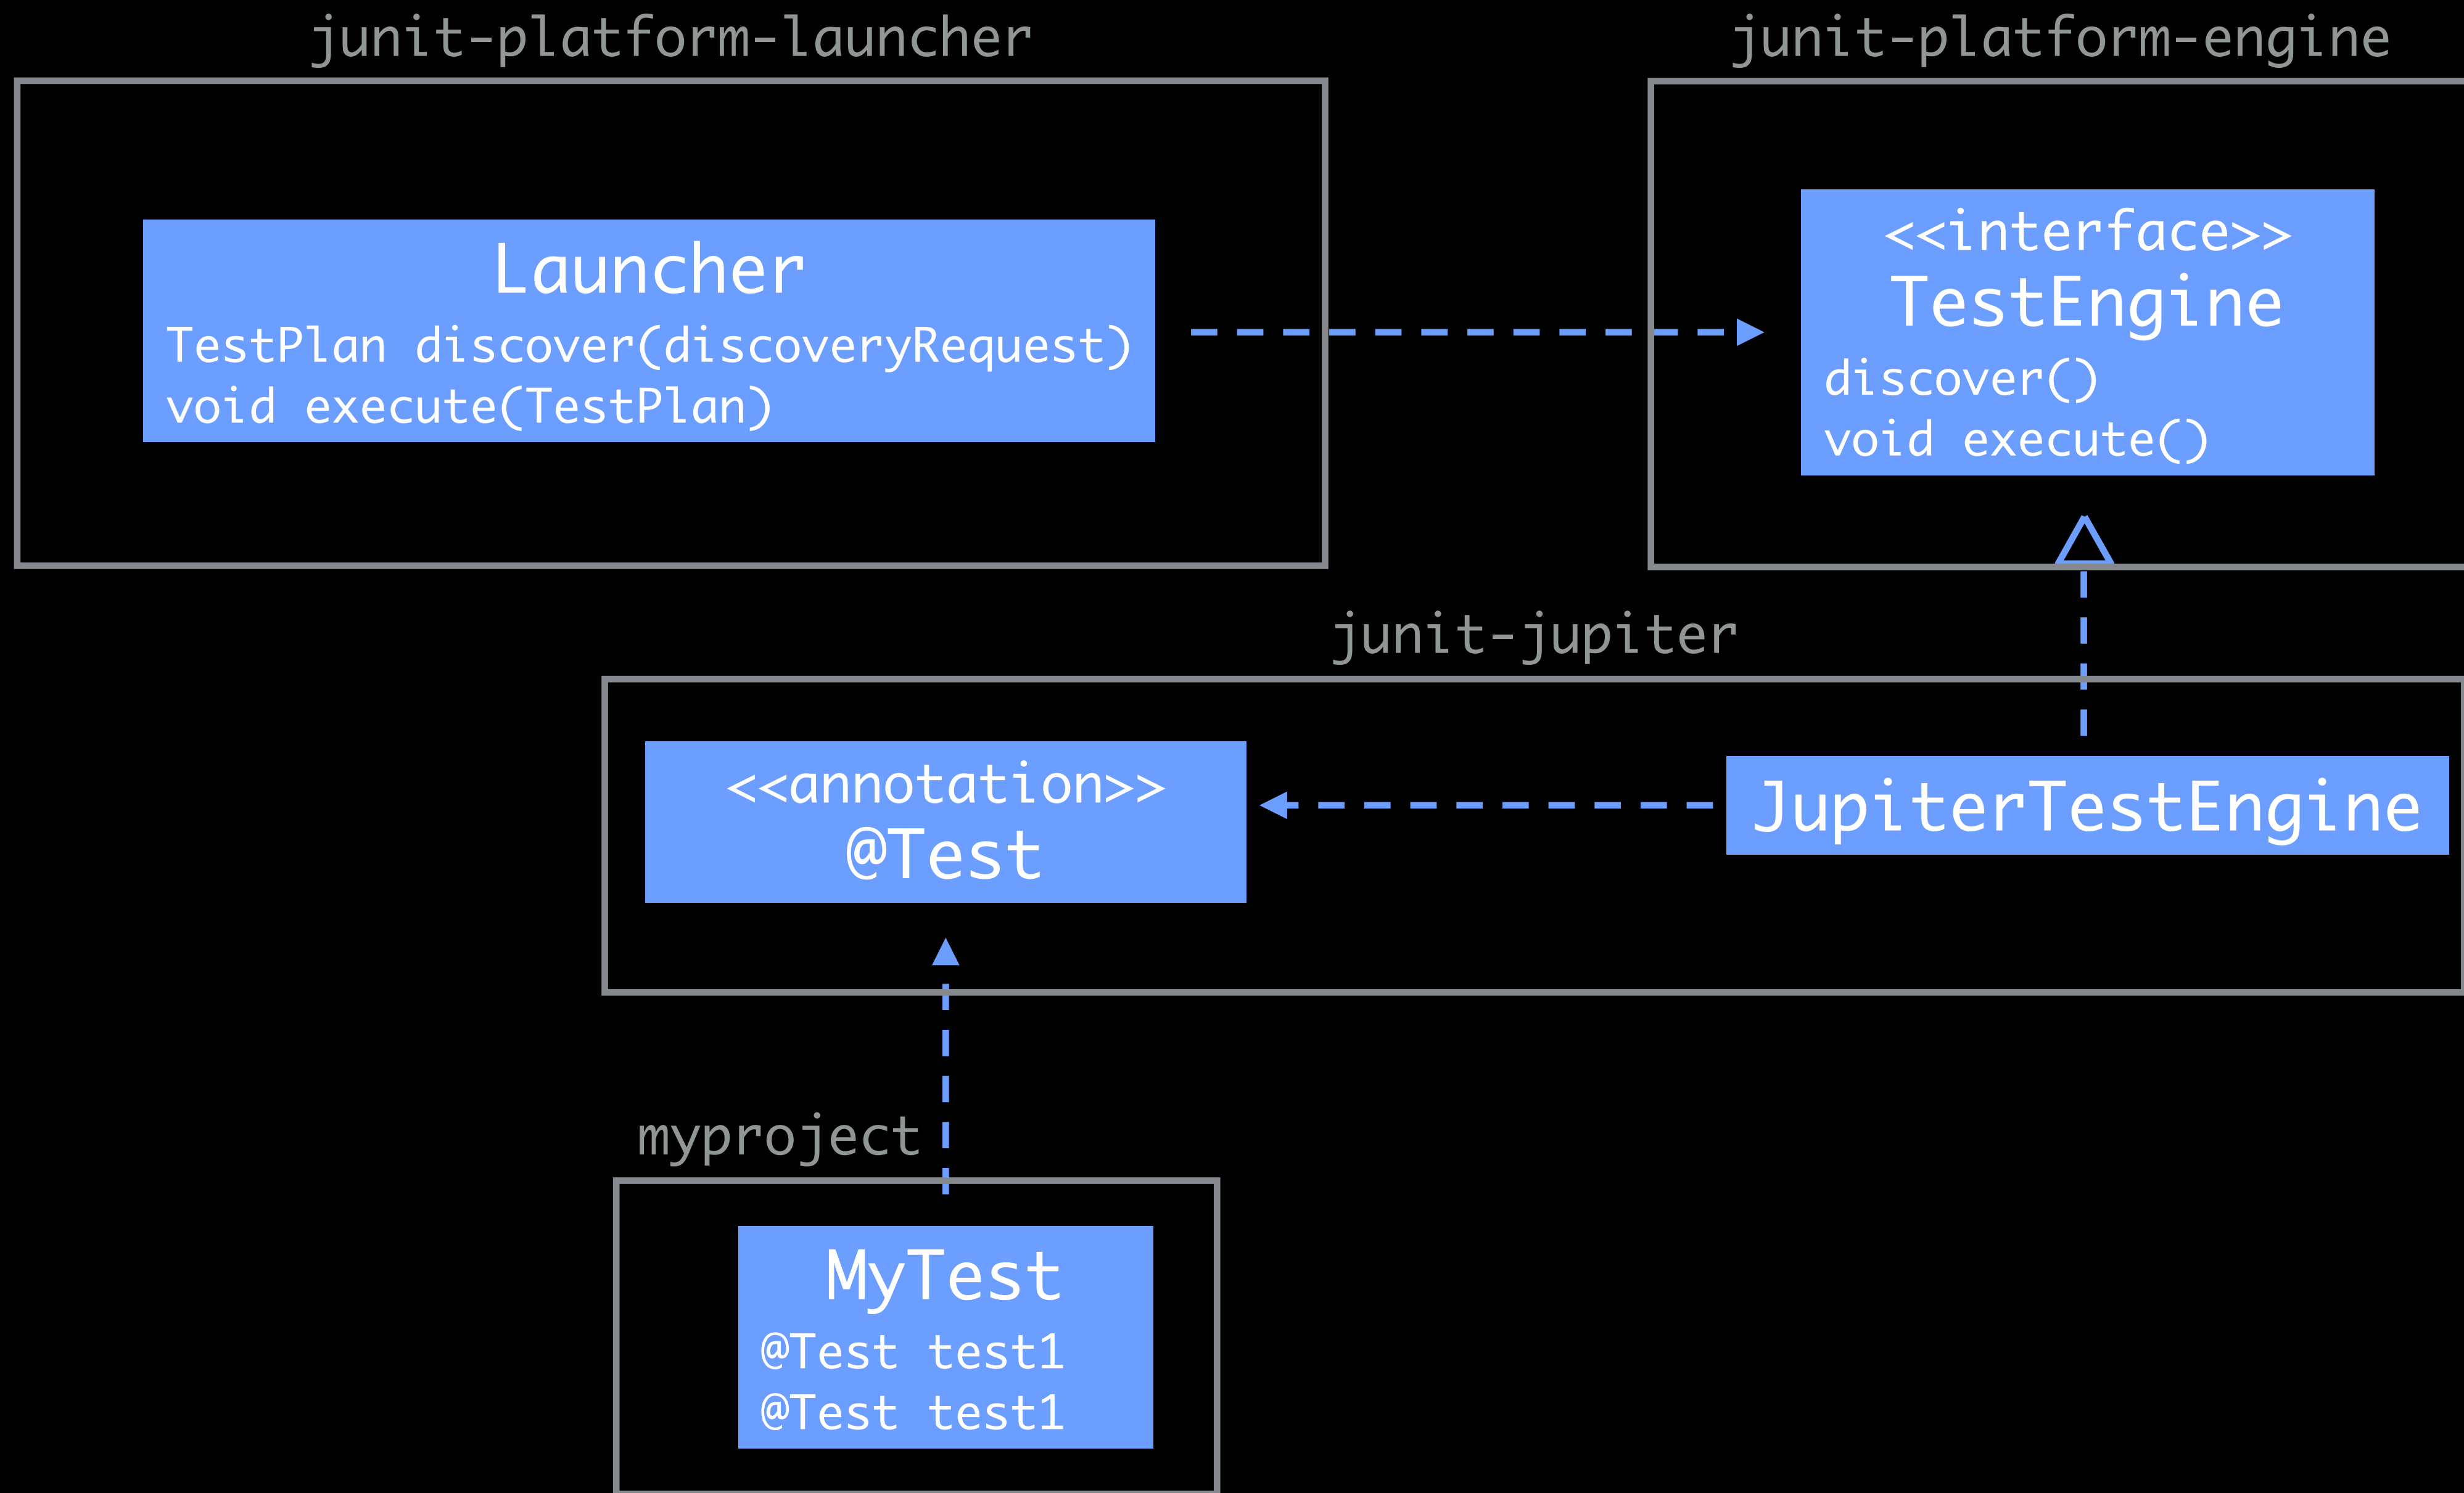 junit-platform-launcher
junit-platform-engine
Launcher
TestPlan discover(discoveryRequest)
void execute(TestPlan)
<<interface>>
TestEngine
discover()
void execute()
junit-jupiter
<<annotation>>
@Test
JupiterTestEngine
myproject
MyTest
@Test test1
@Test test1